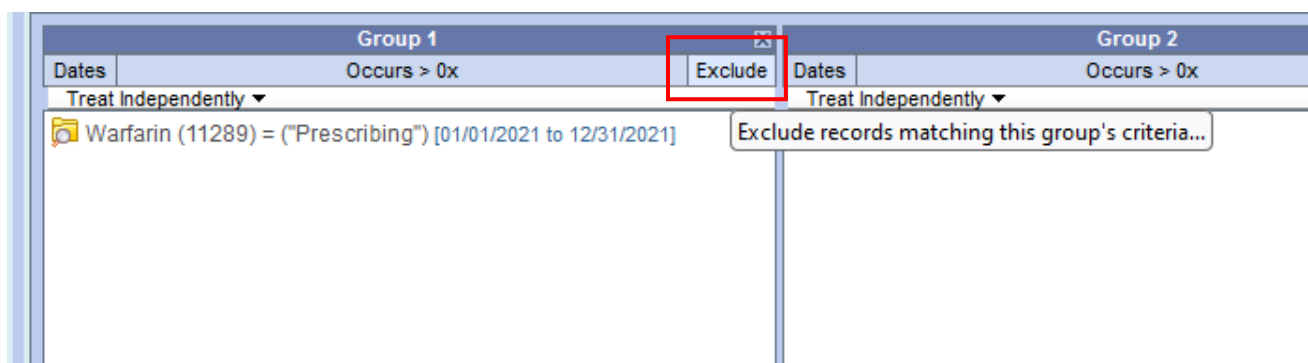 Group 1
Group 2
Dates Occurs > 0x Exclude
Dates Occurs > 0x
Treat Independently
Treat Independently
Warfarin (11289) = ("Prescribing") [01/01/2021 to 12/31/2021]
Exclude records matching this group's criteria...